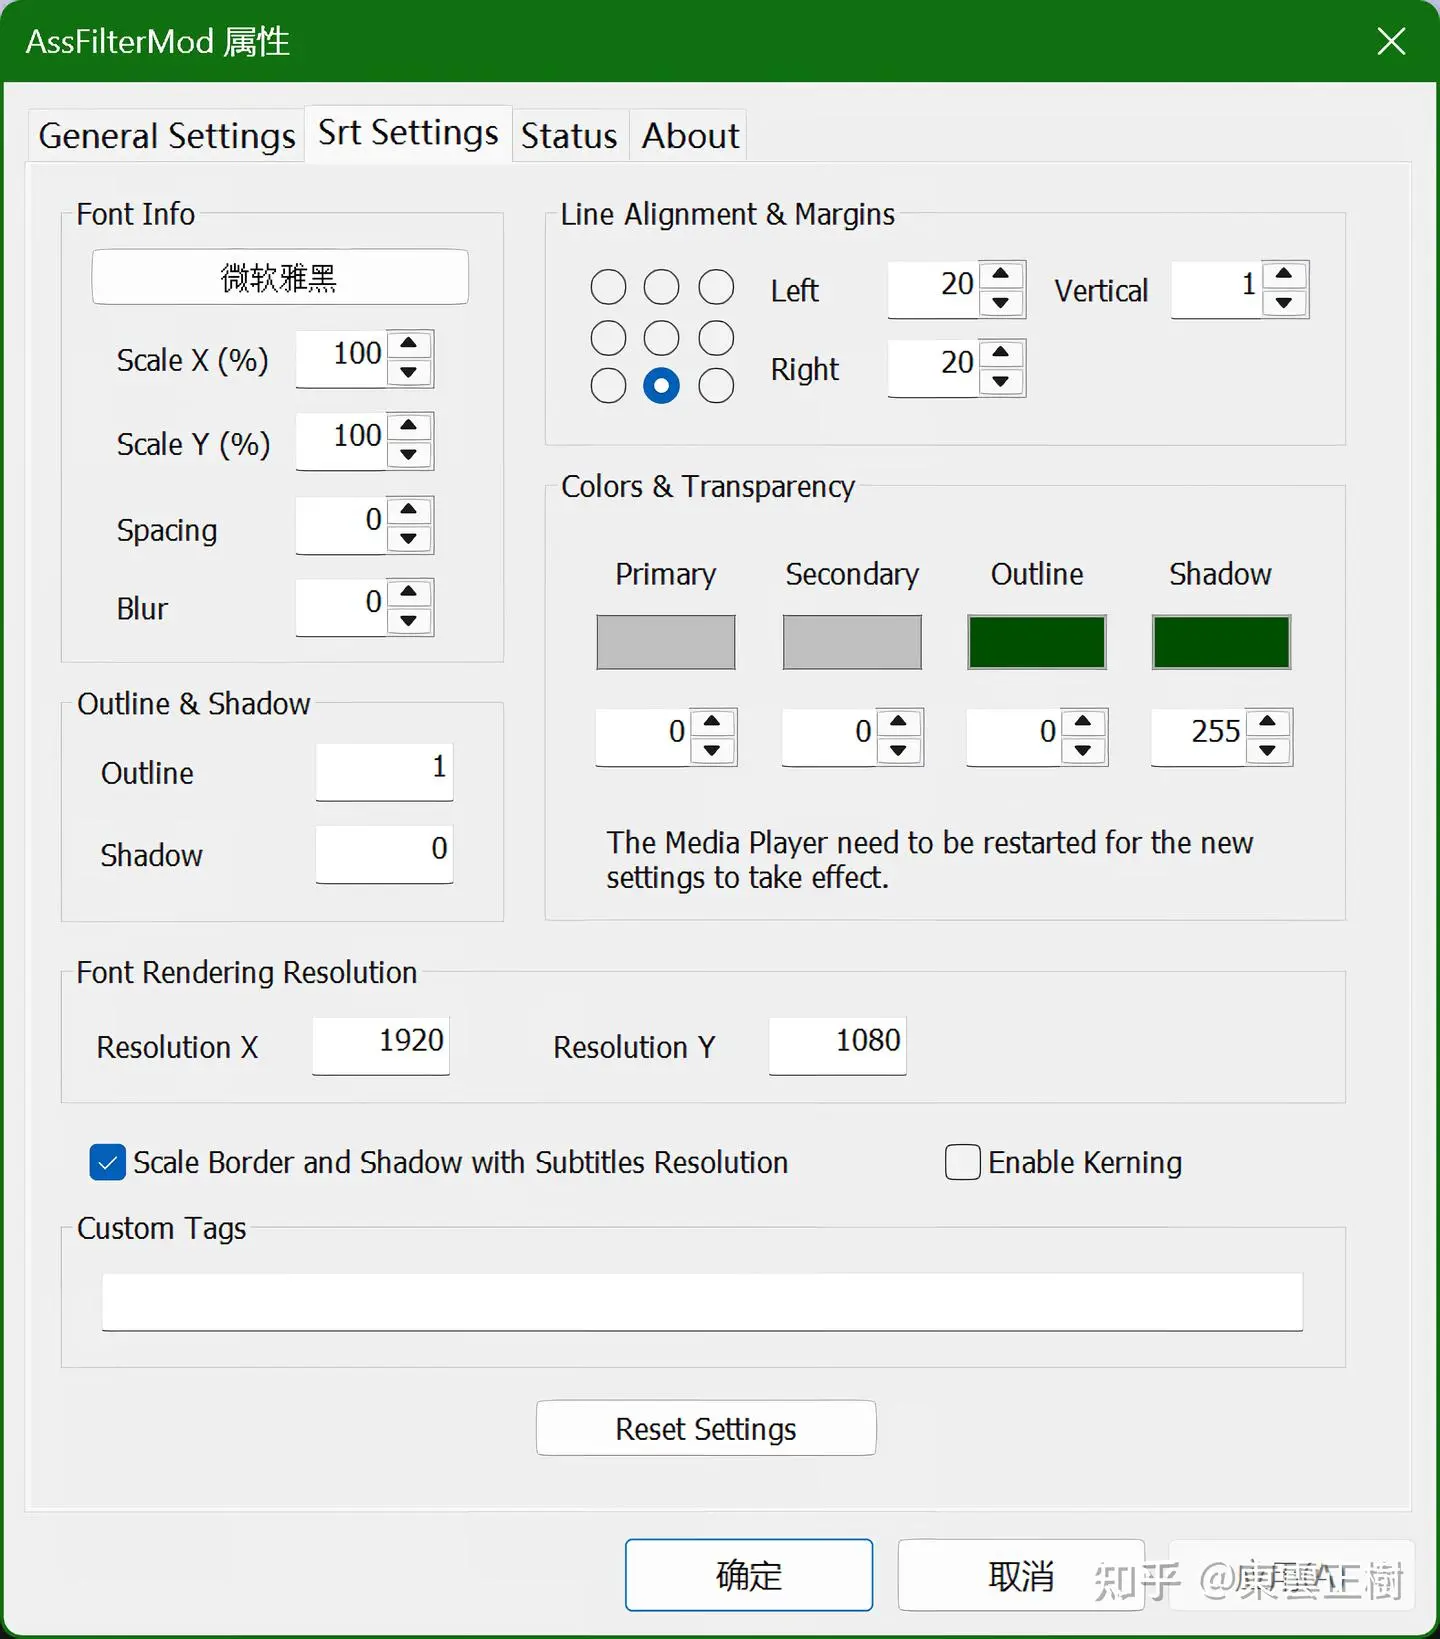 AssFilterMod 属性
General Settings
Srt Settings
Status
About
Font Info
微软雅黑
Scale X (%)
100
Scale Y (%)
100
Spacing
0
Blur
0
Line Alignment & Margins
Left
20
Vertical
1
Right
20
Colors & Transparency
Primary
Secondary
Outline
Shadow
0
0
0
255
The Media Player need to be restarted for the new
settings to take effect.
Outline & Shadow
Outline
1
Shadow
0
Font Rendering Resolution
Resolution X
1920
Resolution Y
1080
Scale Border and Shadow with Subtitles Resolution
Enable Kerning
Custom Tags
Reset Settings
确定
取消
知乎 @東雲正樹